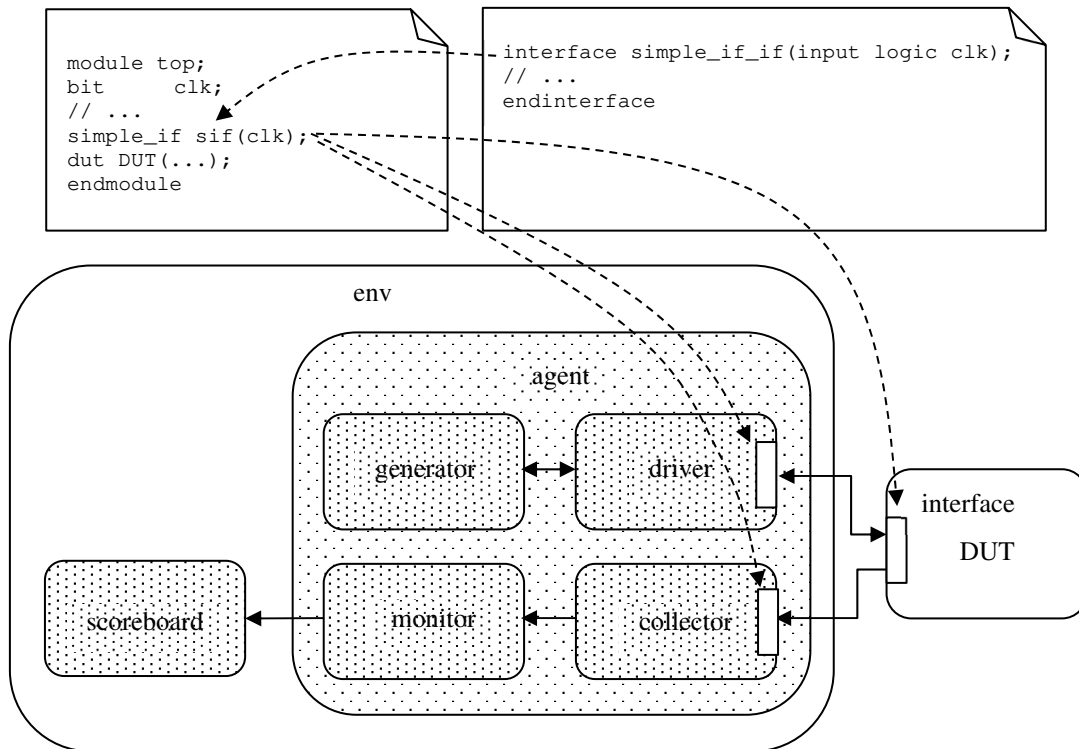 module top;
bit      clk;
// ...
simple_if sif(clk);
dut DUT(...);
endmodule
interface simple_if_if(input logic clk);
// ...
endinterface
env
agent
generator
driver
interface
DUT
scoreboard
monitor
collector